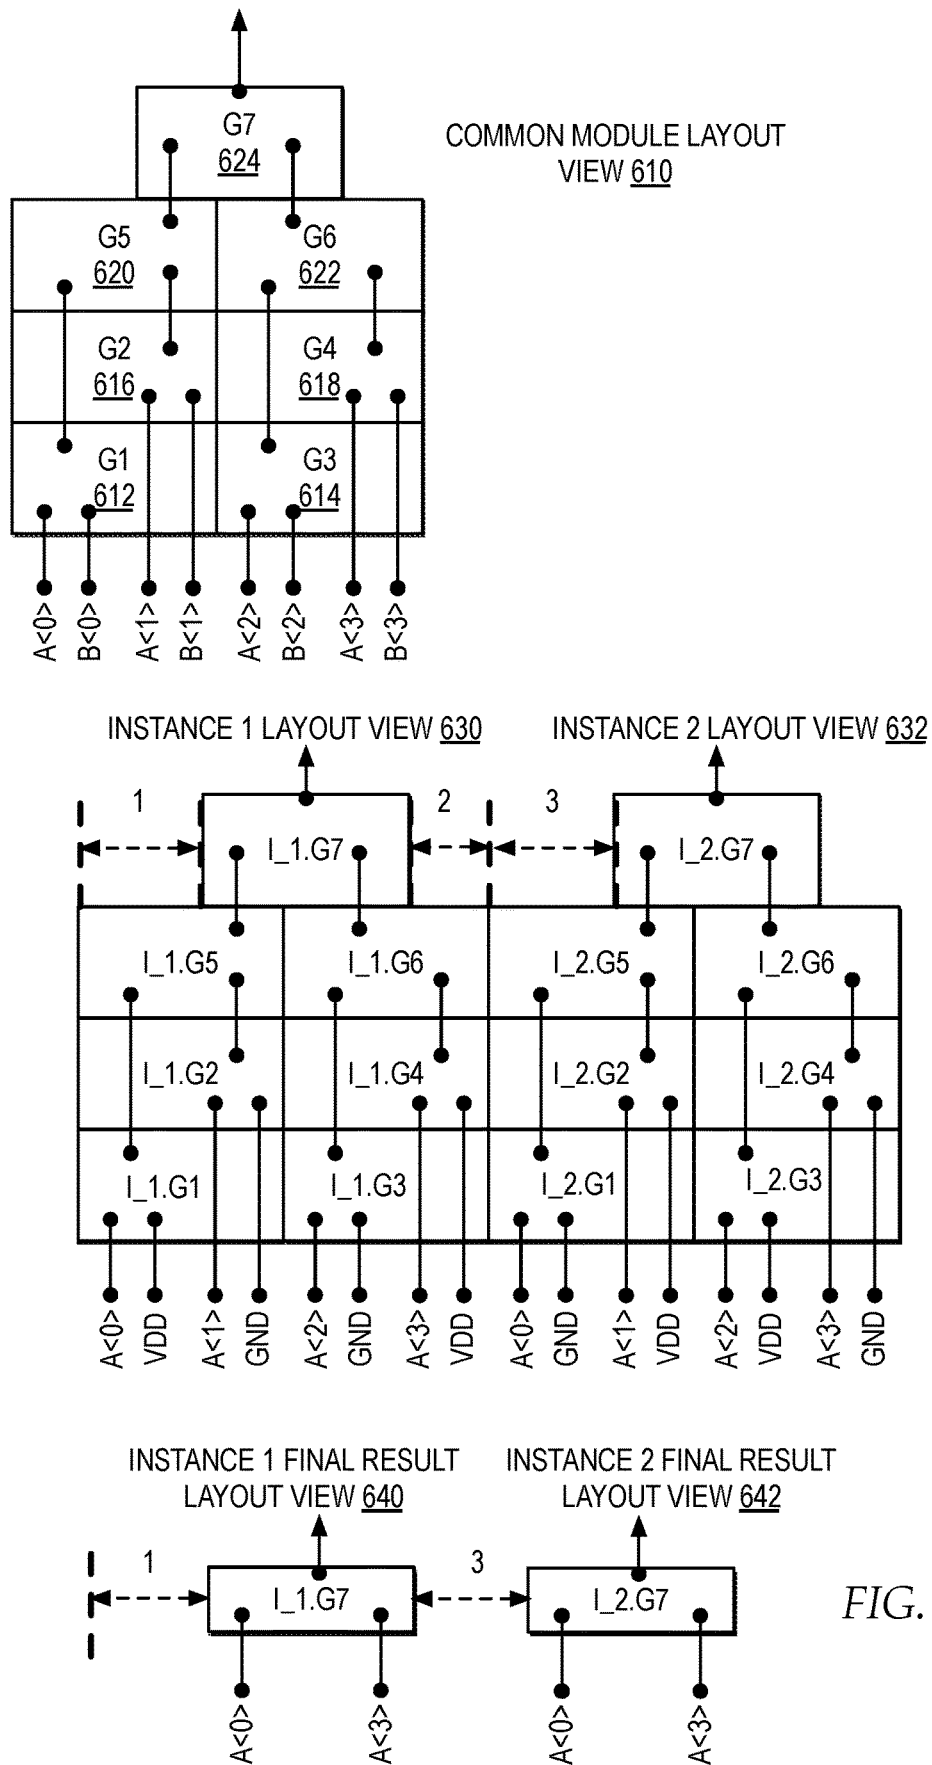 G7
624
COMMON MODULE LAYOUT
VIEW 610
G5 G6
620 622
G2 G4
616 618
G1 G3
612 614
A<0> B<0> A<1> B<1> A<2> B<2> A<3> B<3>
INSTANCE 1 LAYOUT VIEW 630 INSTANCE 2 LAYOUT VIEW 632
1 2 3
I_1.G7 I_2.G7
I_1.G5 I_1.G6 I_2.G5 I_2.G6
I_1.G2 I_1.G4 I_2.G2 I_2.G4
I_1.G1 I_1.G3 I_2.G1 I_2.G3
A<0> VDD A<1> GND A<2> GND A<3> VDD A<0> GND A<1> VDD A<2> VDD A<3> GND
INSTANCE 1 FINAL RESULT
LAYOUT VIEW 640
INSTANCE 2 FINAL RESULT
LAYOUT VIEW 642
1 3
I_1.G7 I_2.G7
FIG.
A<0> A<3> A<0> A<3>